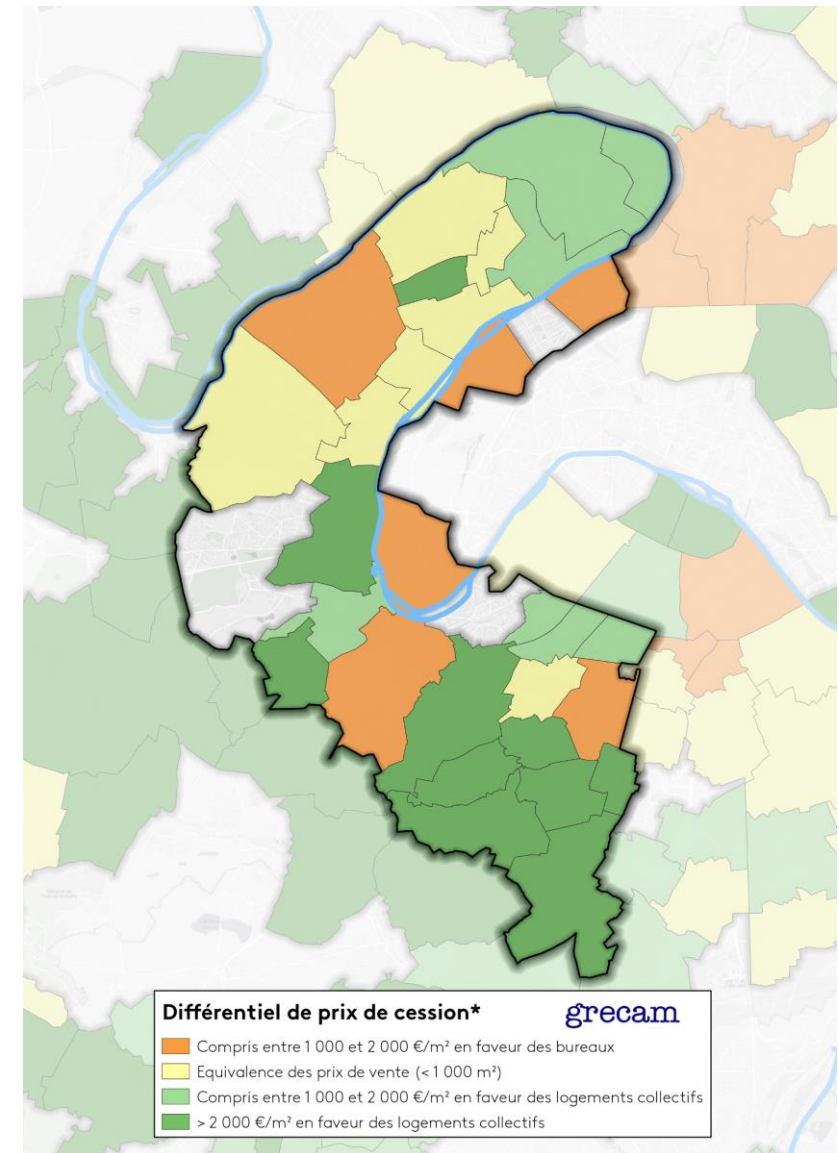 Différentiel de prix de cession*
grecam
Compris entre 1 000 et 2 000 €/m² en faveur des bureaux
Equivalence des prix de vente (< 1 000 m²)
Compris entre 1 000 et 2 000 €/m² en faveur des logements collectifs
> 2 000 €/m² en faveur des logements collectifs